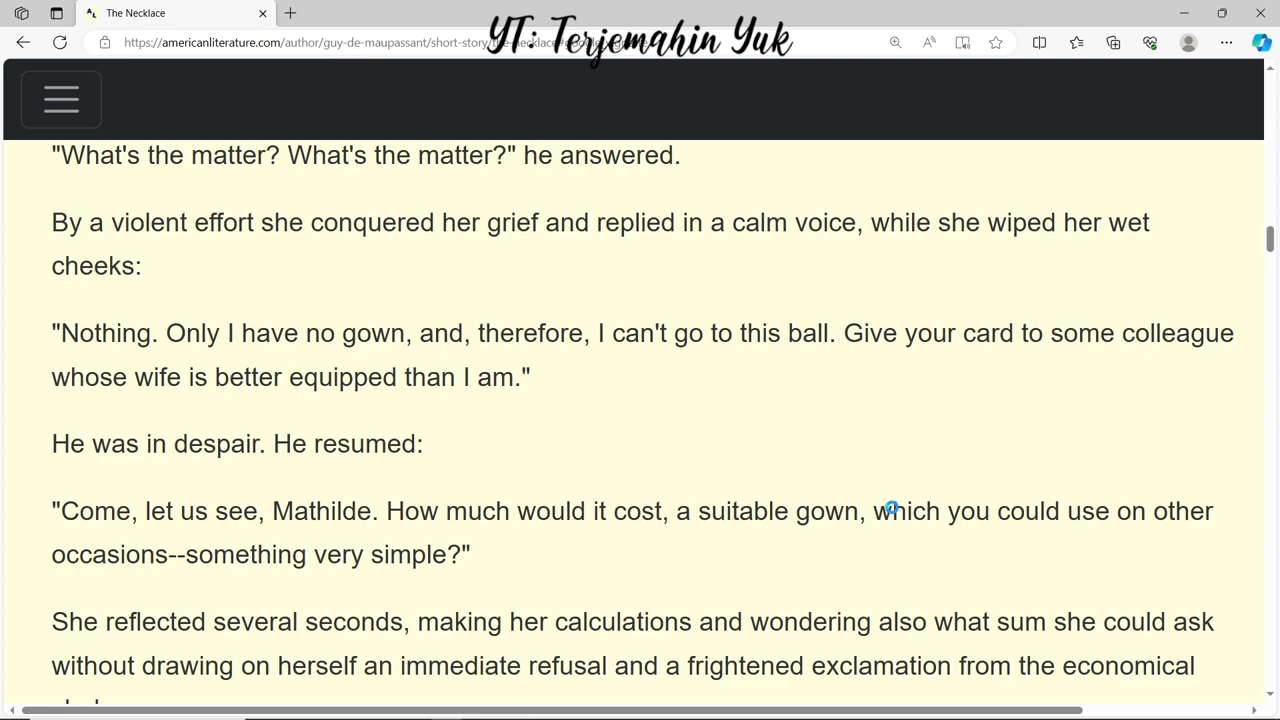 The Necklace
YT: Terjemahin Yuk
https://americanliterature.com/author/guy-de-maupassant/short-story/
"What's the matter? What's the matter?" he answered.
By a violent effort she conquered her grief and replied in a calm voice, while she wiped her wet
cheeks:
"Nothing. Only I have no gown, and, therefore, I can't go to this ball. Give your card to some colleague
whose wife is better equipped than I am."
He was in despair. He resumed:
"Come, let us see, Mathilde. How much would it cost, a suitable gown, which you could use on other
occasions--something very simple?"
She reflected several seconds, making her calculations and wondering also what sum she could ask
without drawing on herself an immediate refusal and a frightened exclamation from the economical